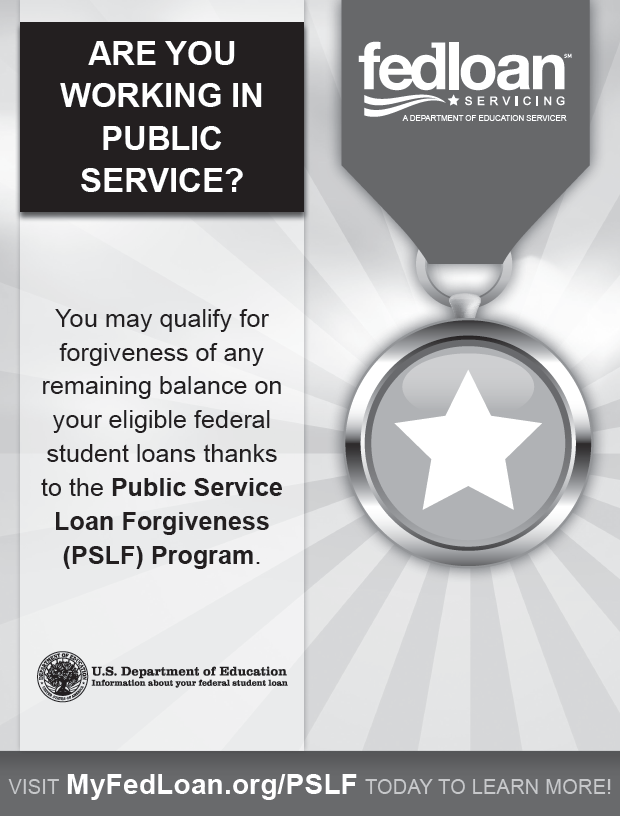 ARE YOU
WORKING IN
PUBLIC
SERVICE?
fedloan℠
SERVICING
A DEPARTMENT OF EDUCATION SERVICER
You may qualify for
forgiveness of any
remaining balance on
your eligible federal
student loans thanks
to the Public Service
Loan Forgiveness
(PSLF) Program.
U.S. Department of Education
Information about your federal student loan
VISIT MyFedLoan.org/PSLF TODAY TO LEARN MORE!